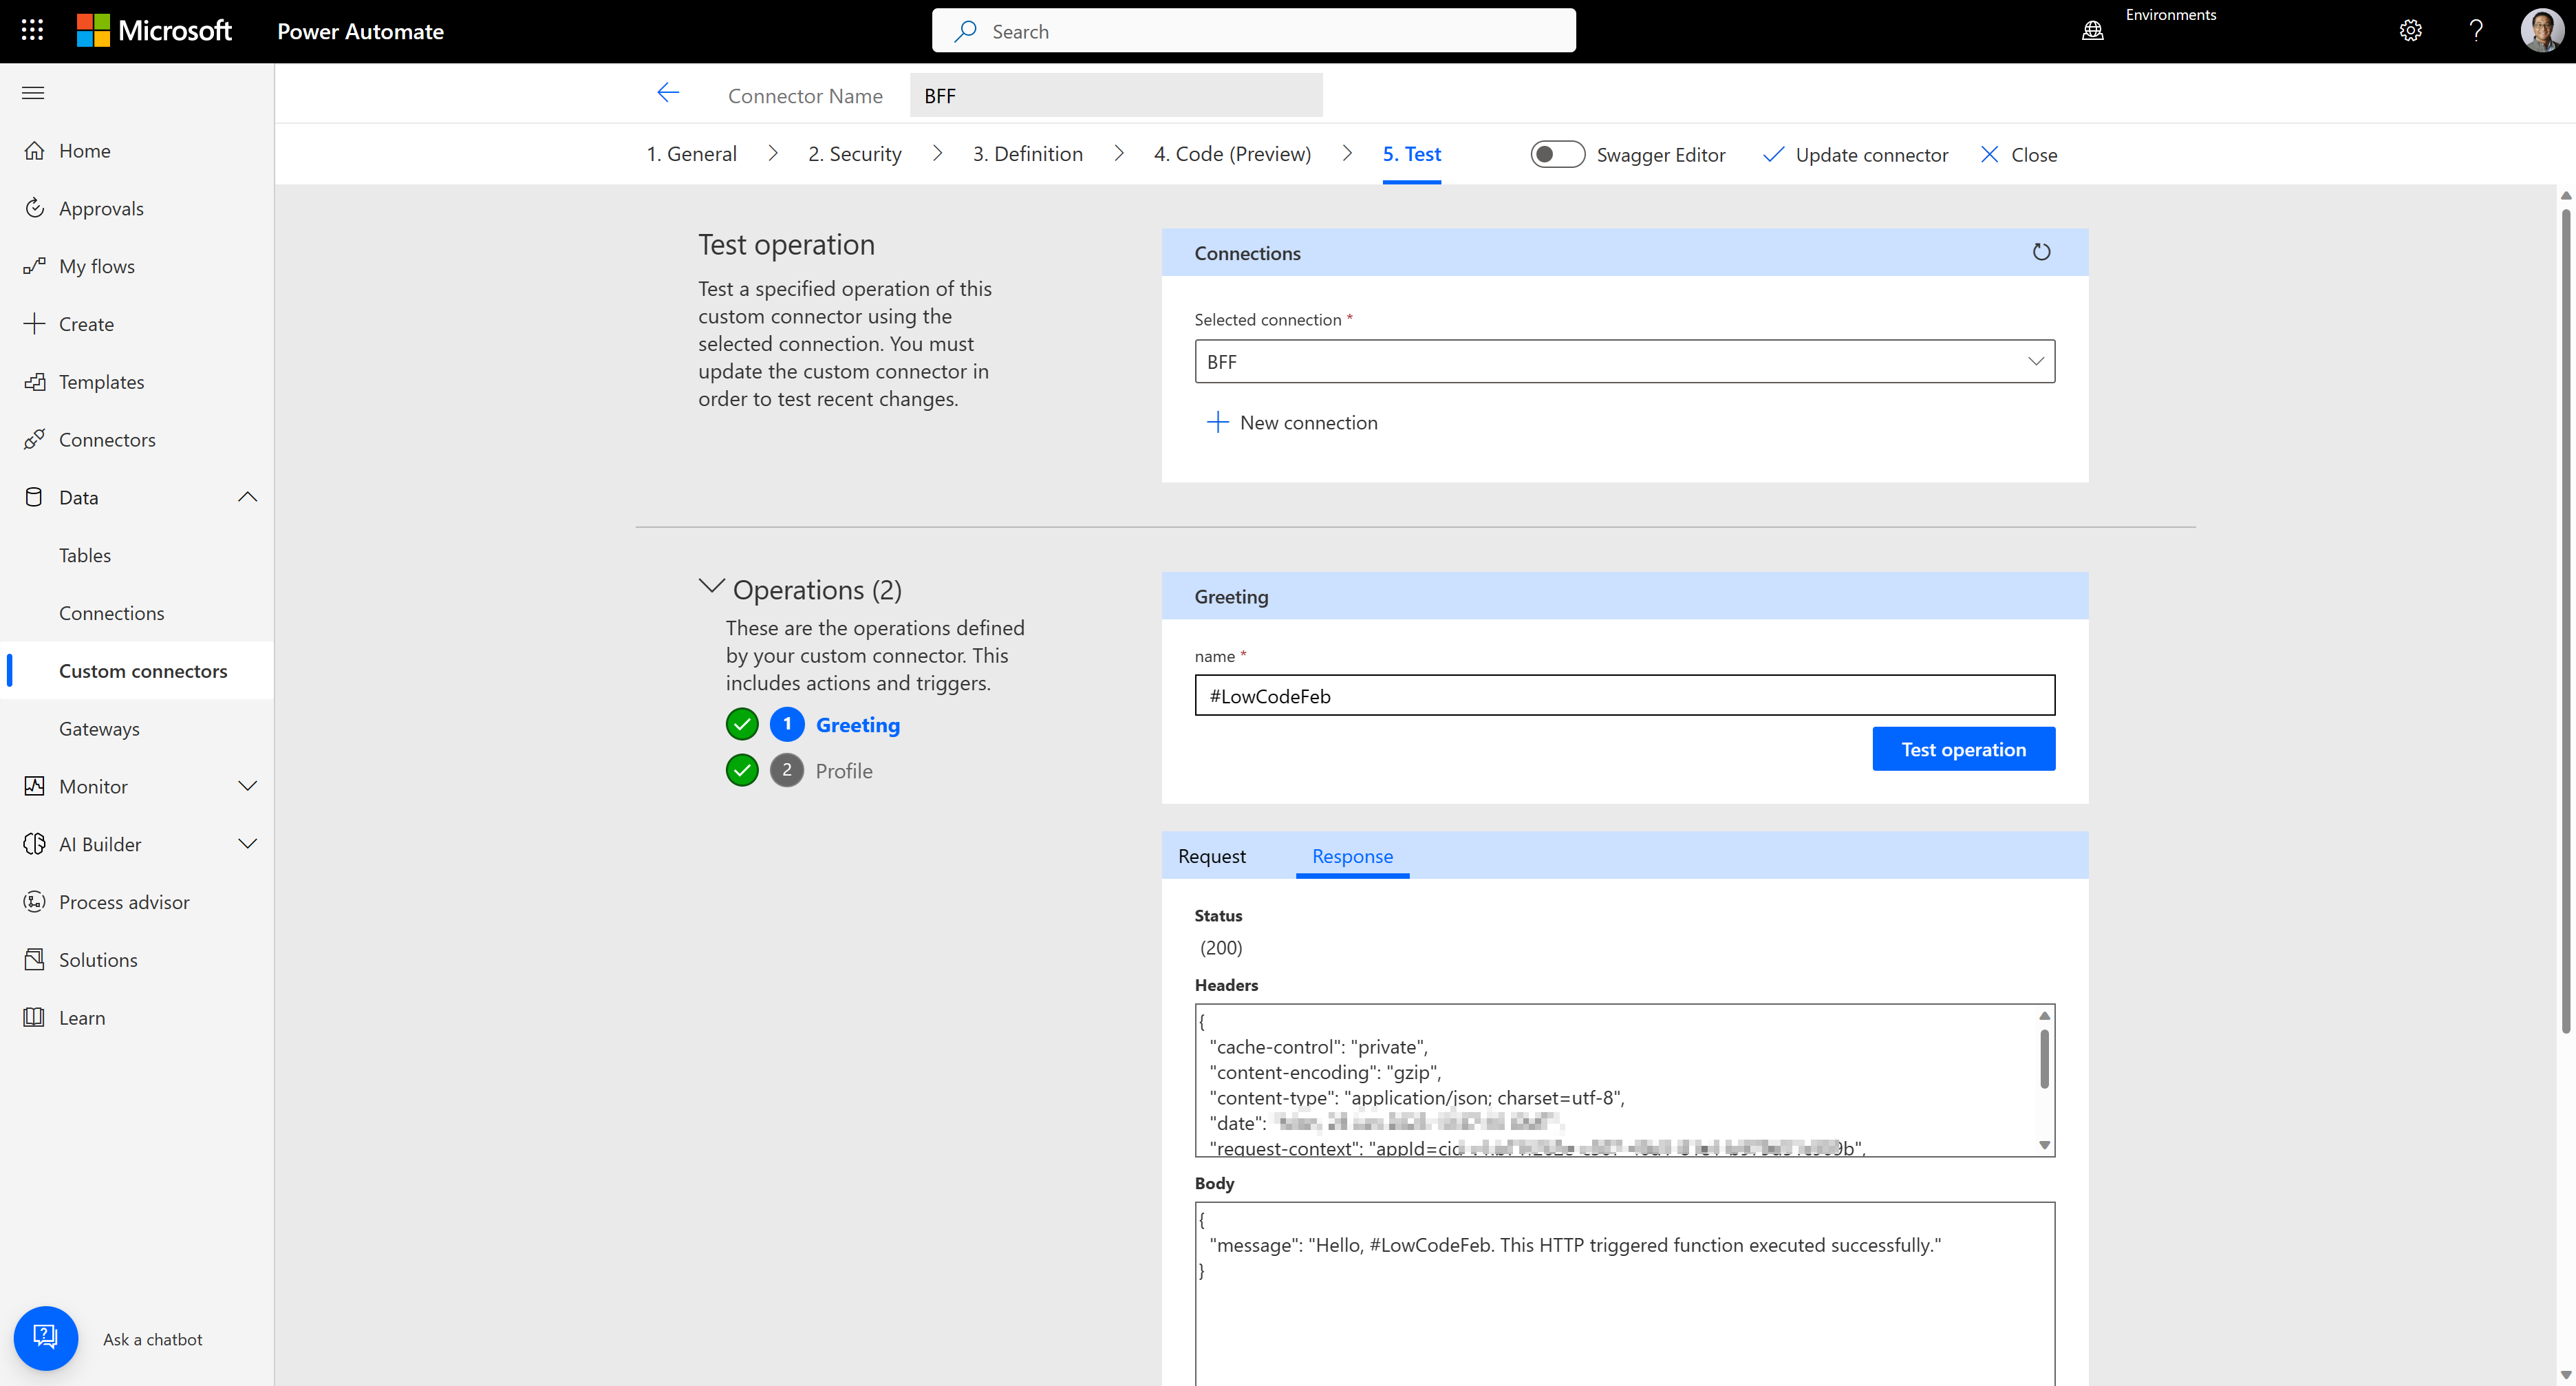 Microsoft
Power Automate
Search
Environments
Connector Name
BFF
1. General
2. Security
3. Definition
4. Code (Preview)
5. Test
Swagger Editor
Update connector
Close
Home
Approvals
My flows
Create
Templates
Connectors
Data
Tables
Connections
Custom connectors
Gateways
Monitor
AI Builder
Process advisor
Solutions
Learn
Ask a chatbot
Test operation
Test a specified operation of this
custom connector using the
selected connection. You must
update the custom connector in
order to test recent changes.
Connections
Selected connection *
BFF
New connection
Operations (2)
These are the operations defined
by your custom connector. This
includes actions and triggers.
1 Greeting
2 Profile
Greeting
name *
#LowCodeFeb
Test operation
Request
Response
Status
(200)
Headers
{
"cache-control": "private",
"content-encoding": "gzip",
"content-type": "application/json; charset=utf-8",
"date":
"request-context": "appId=cid
Body
{
"message": "Hello, #LowCodeFeb. This HTTP triggered function executed successfully."
}